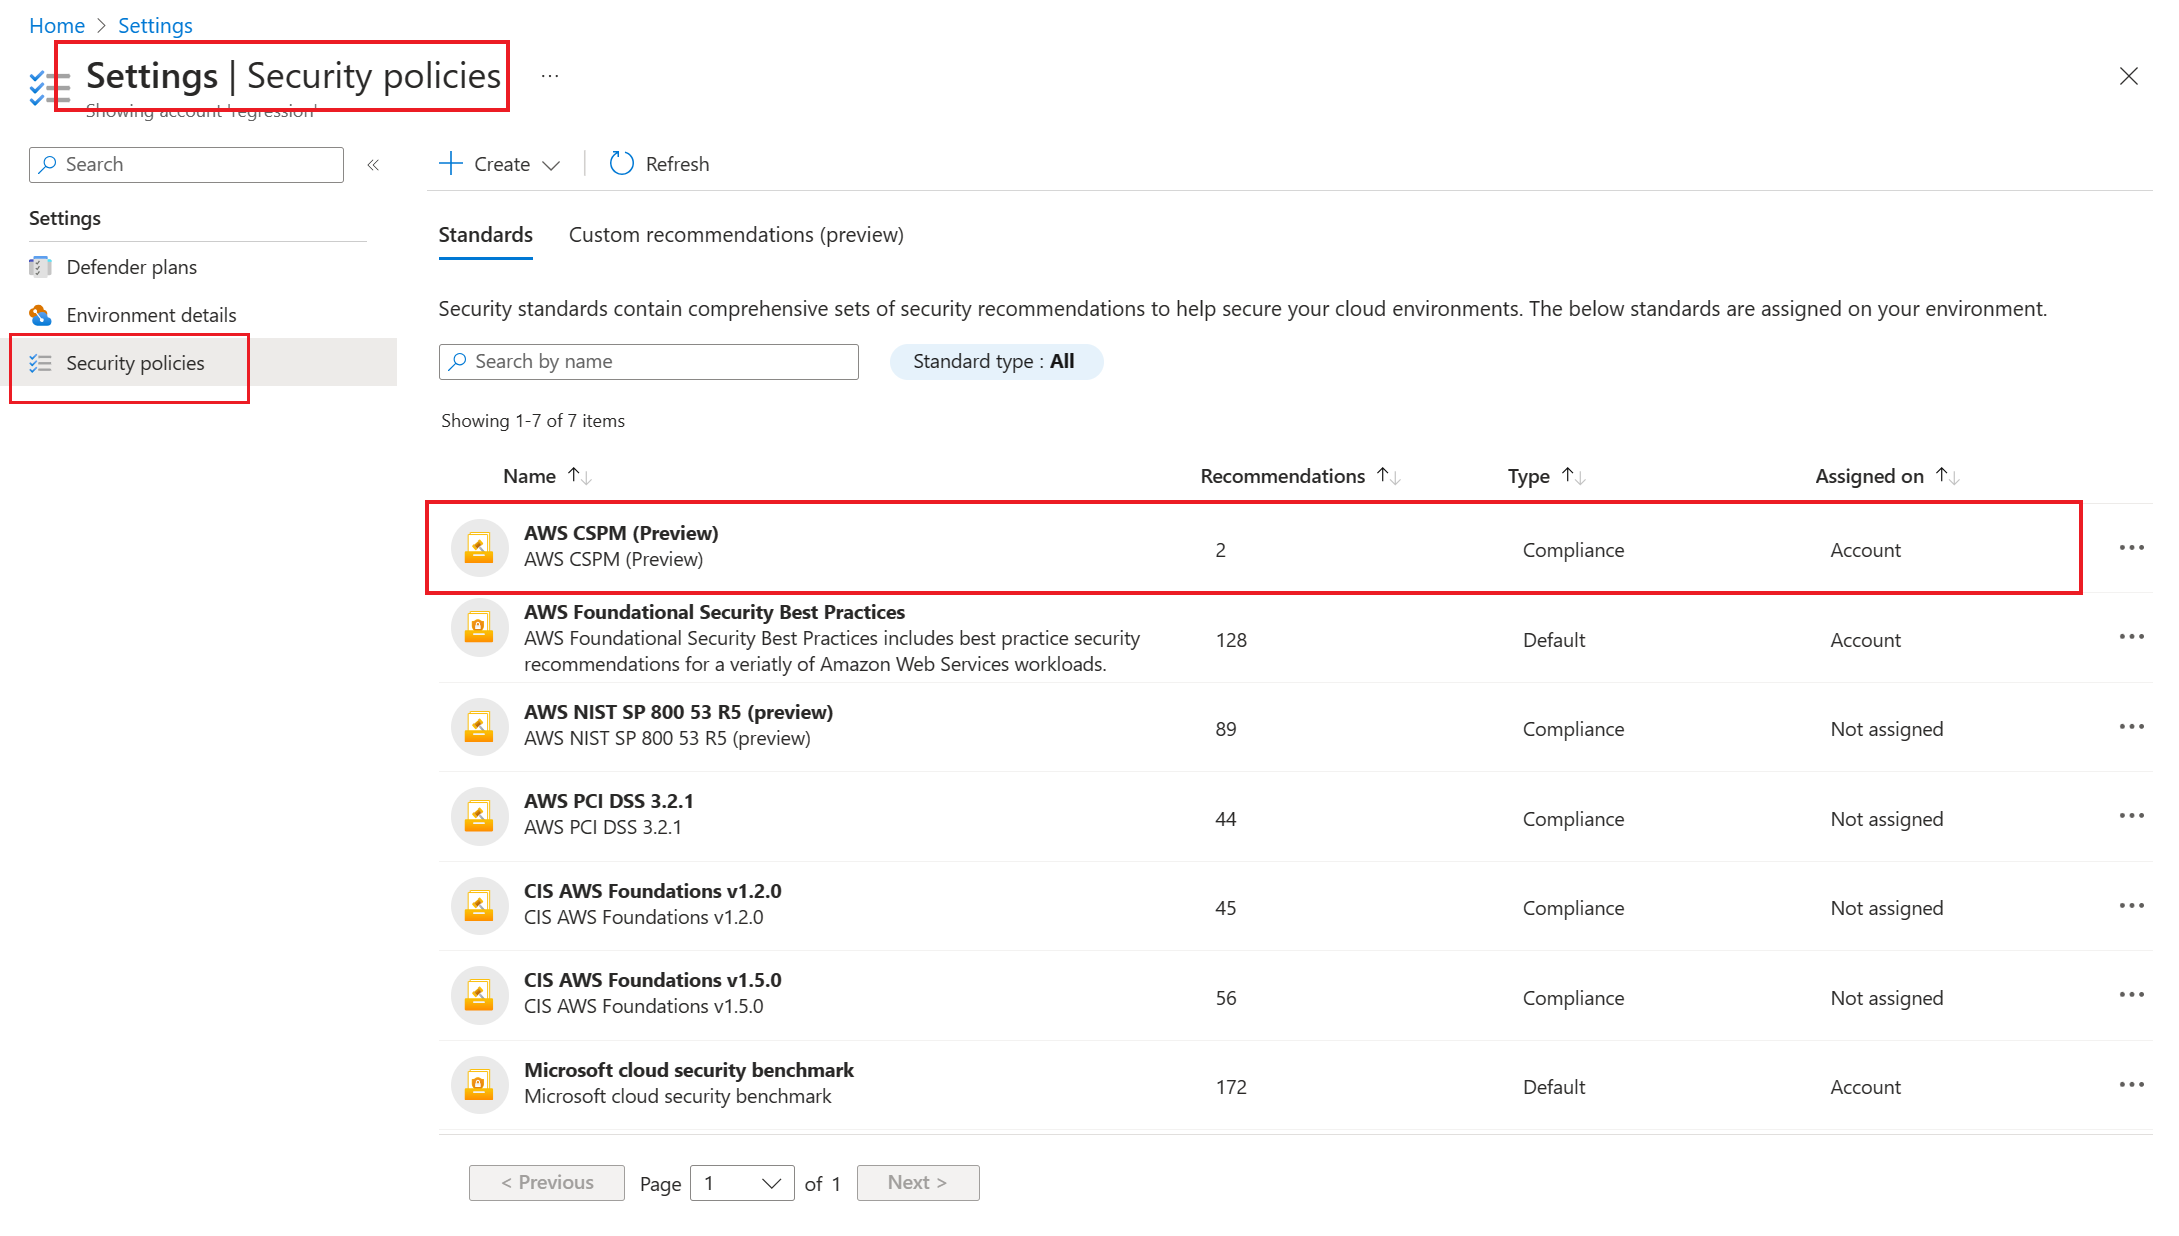 Home > Settings
Settings | Security policies ...
Showing account 'regression'
Search «
Settings
Defender plans
Environment details
Security policies
+ Create Refresh
Standards Custom recommendations (preview)
Security standards contain comprehensive sets of security recommendations to help secure your cloud environments. The below standards are assigned on your environment.
Search by name Standard type : All
Showing 1-7 of 7 items
Name ↑↓ Recommendations ↑↓ Type ↑↓ Assigned on ↑↓
AWS CSPM (Preview)
AWS CSPM (Preview) 2 Compliance Account ...
AWS Foundational Security Best Practices
AWS Foundational Security Best Practices includes best practice security
recommendations for a veriatly of Amazon Web Services workloads. 128 Default Account ...
AWS NIST SP 800 53 R5 (preview)
AWS NIST SP 800 53 R5 (preview) 89 Compliance Not assigned ...
AWS PCI DSS 3.2.1
AWS PCI DSS 3.2.1 44 Compliance Not assigned ...
CIS AWS Foundations v1.2.0
CIS AWS Foundations v1.2.0 45 Compliance Not assigned ...
CIS AWS Foundations v1.5.0
CIS AWS Foundations v1.5.0 56 Compliance Not assigned ...
Microsoft cloud security benchmark
Microsoft cloud security benchmark 172 Default Account ...
< Previous Page 1 of 1 Next >